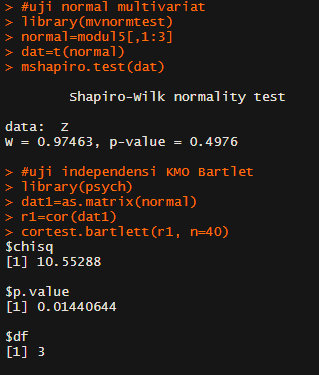 > #uji normal multivariat
> library(mvnormtest)
> normal=modul5[,1:3]
> dat=t(normal)
> mshapiro.test(dat)
Shapiro-Wilk normality test
data:  Z
W = 0.97463, p-value = 0.4976
> #uji independensi KMO Bartlet
> library(psych)
> dat1=as.matrix(normal)
> r1=cor(dat1)
> cortest.bartlett(r1, n=40)
$chisq
[1] 10.55288
$p.value
[1] 0.01440644
$df
[1] 3